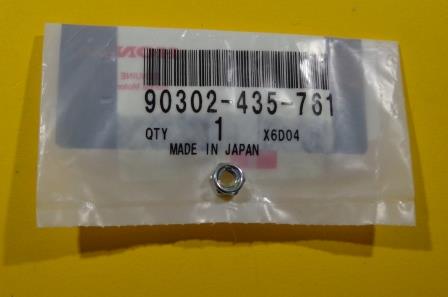 90302-435-761
QTY 1 X6D04
MADE IN JAPAN